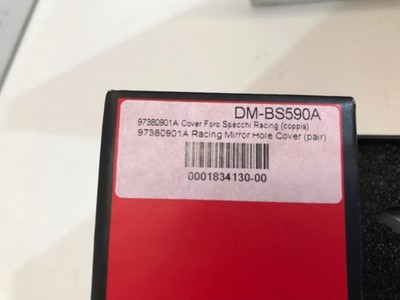 DM-BS590A
97380901A Cover Foro Specchi Racing (coppia)
97380901A Racing Mirror Hole Cover (pair)
0001834130-00